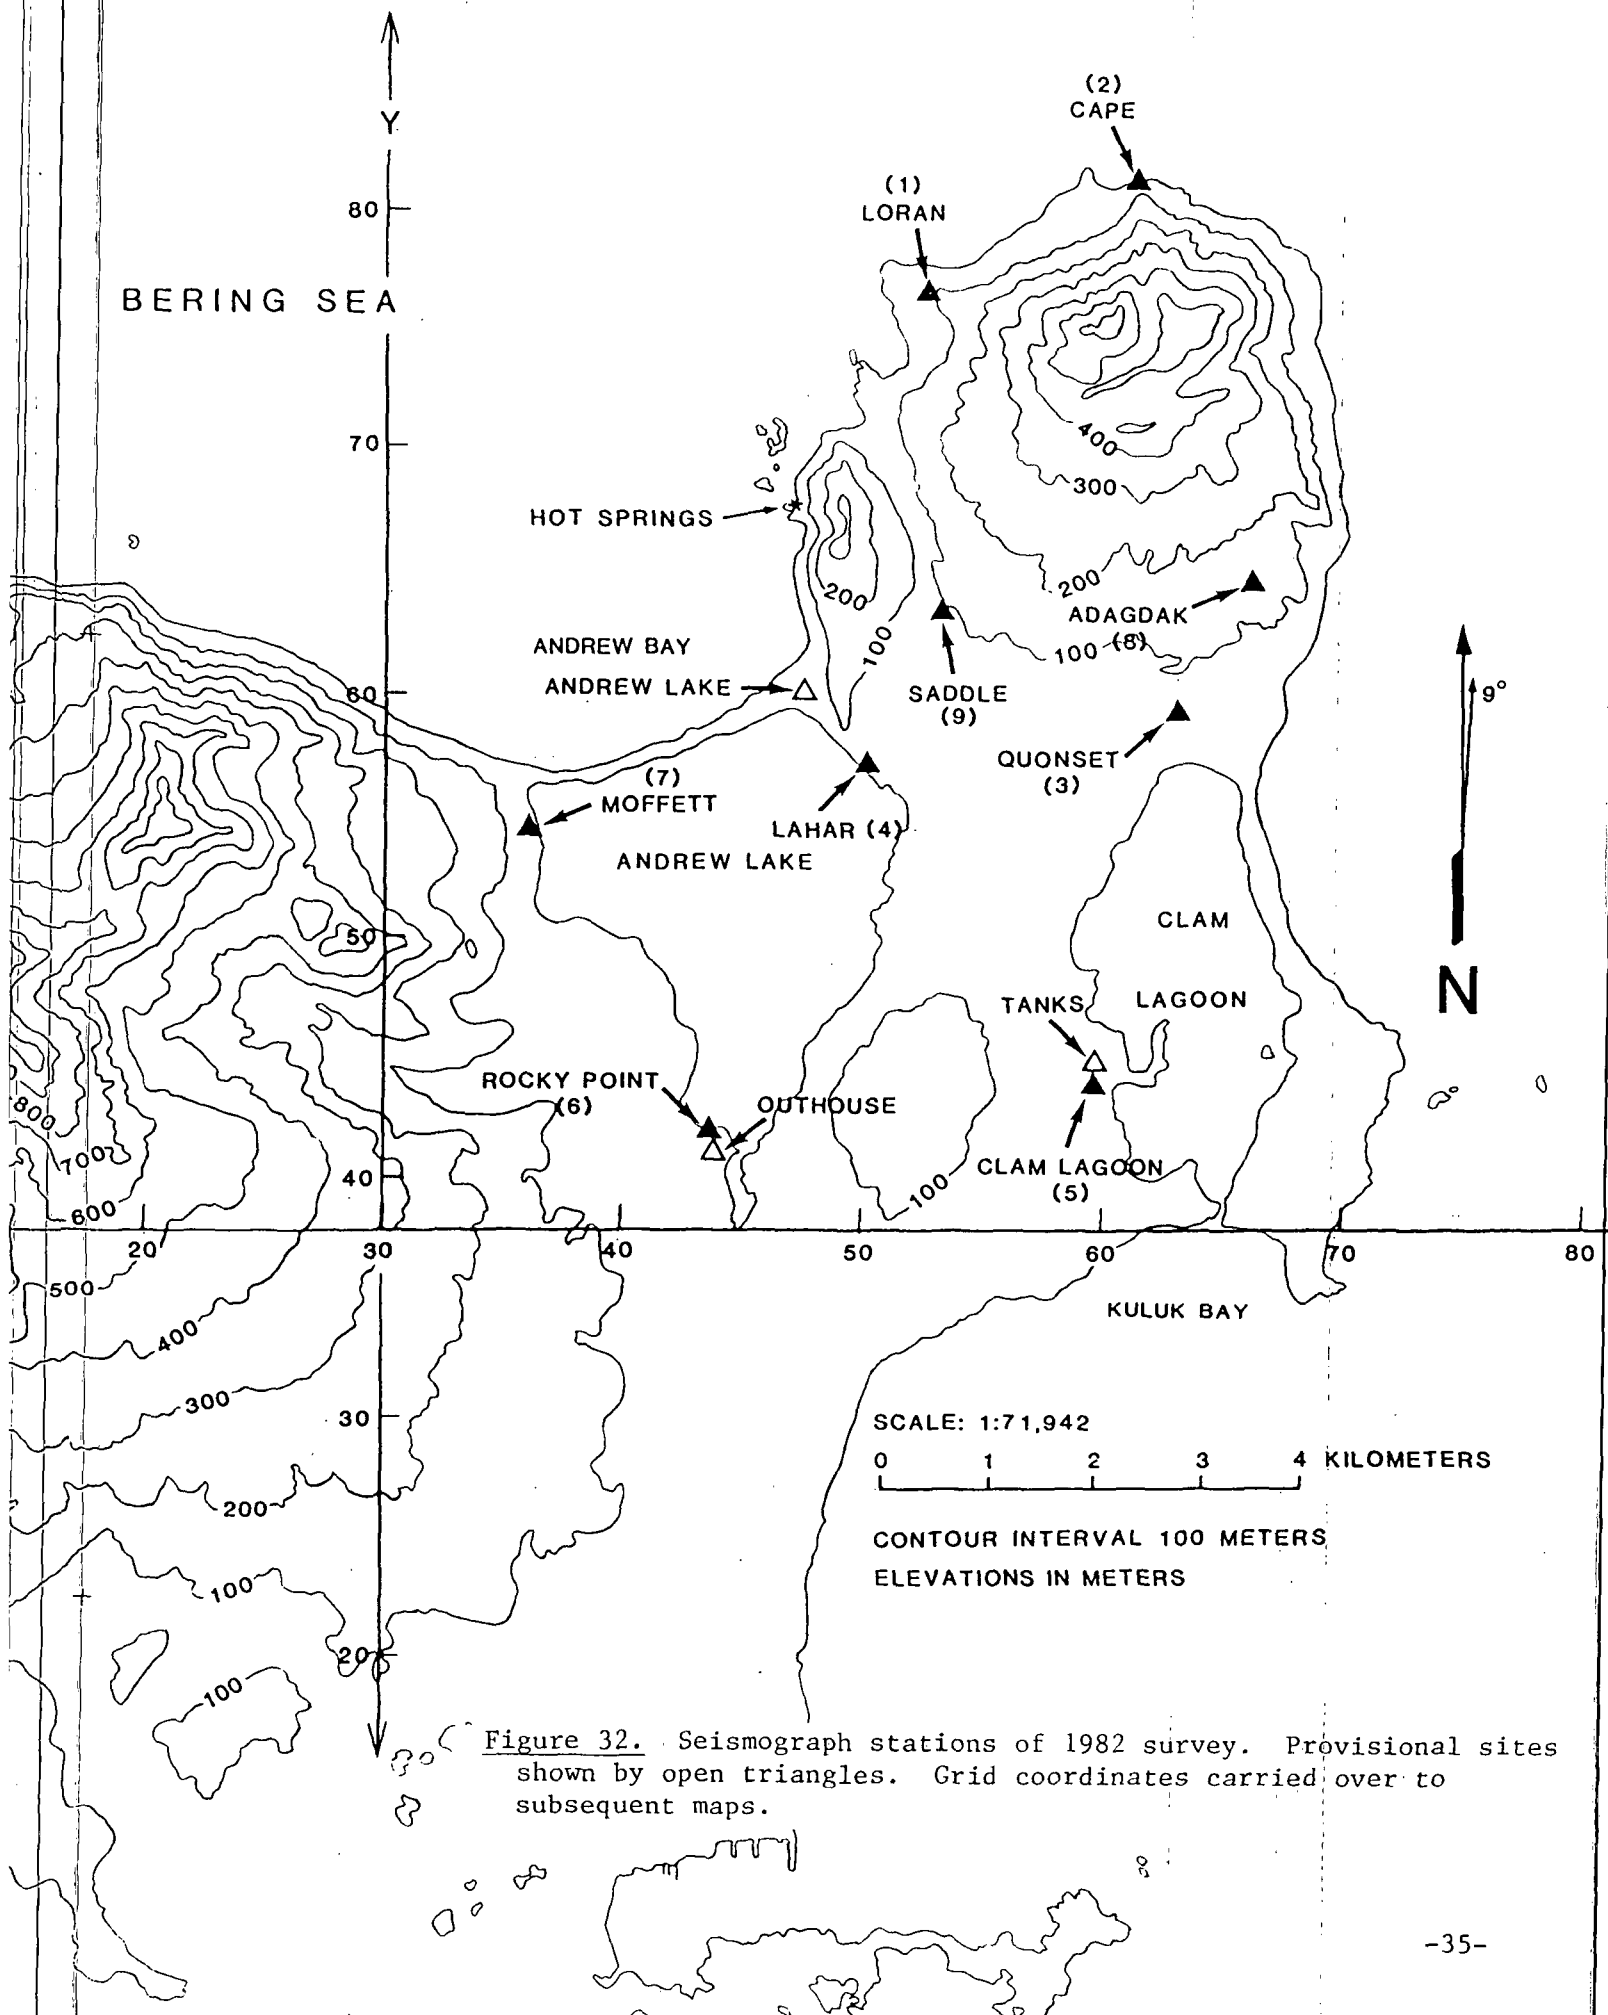 Y
(2)
CAPE
(1)
LORAN
80
BERING SEA
70
400
300
HOT SPRINGS
200
200
ADAGDAK
(8)
100
100
ANDREW BAY
ANDREW LAKE
60
SADDLE
(9)
9°
QUONSET
(3)
(7)
MOFFETT
LAHAR (4)
ANDREW LAKE
50
CLAM
LAGOON
N
TANKS
ROCKY POINT
(6)
OUTHOUSE
800
700
CLAM LAGOON
(5)
40
100
600
20
30
40
50
60
70
80
500
KULUK BAY
400
300
30
SCALE: 1:71,942
0 1 2 3 4 KILOMETERS
200
CONTOUR INTERVAL 100 METERS
ELEVATIONS IN METERS
100
20
100
Figure 32. Seismograph stations of 1982 survey. Provisional sites
shown by open triangles. Grid coordinates carried over to
subsequent maps.
-35-